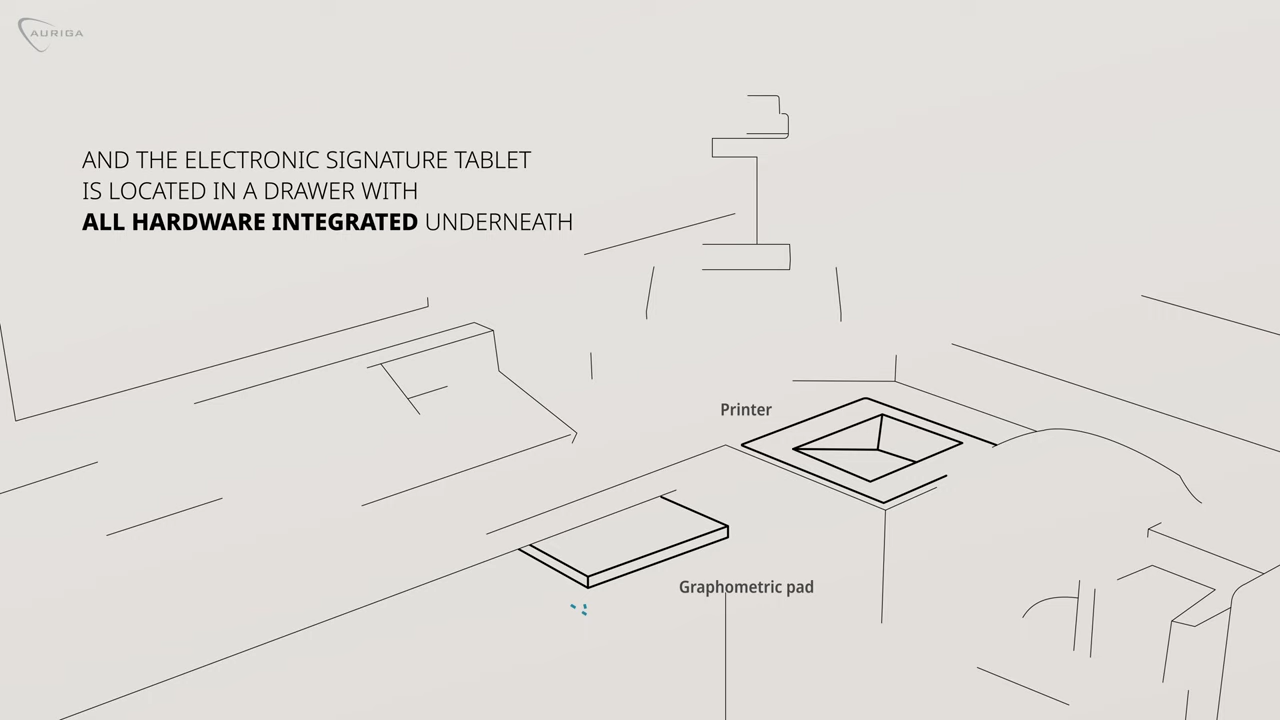 AURIGA
AND THE ELECTRONIC SIGNATURE TABLET
IS LOCATED IN A DRAWER WITH
ALL HARDWARE INTEGRATED UNDERNEATH
Printer
Graphometric pad